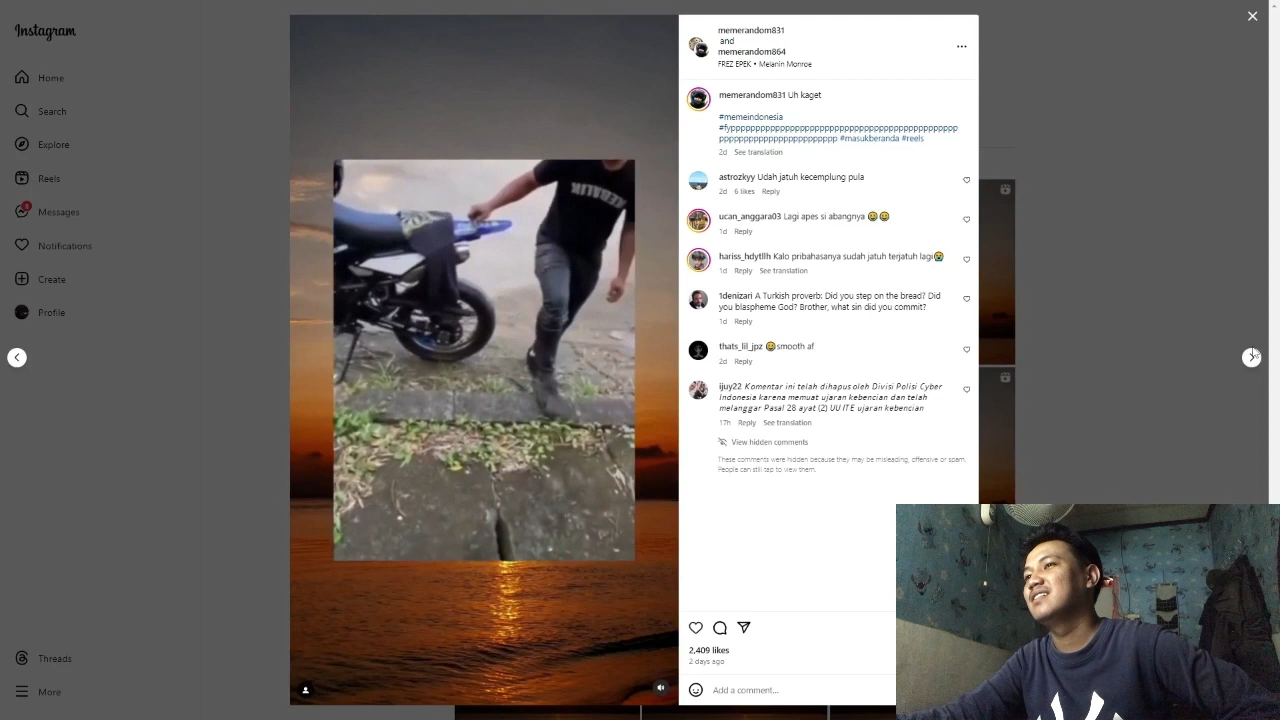 Instagram
Home
Search
Explore
Reels
Messages
Notifications
Create
Profile
Threads
More
KEBALIK
memerandom831
and
memerandom864
FREZ EPEK • Melanin Monroe
memerandom831 Uh kaget
#memeindonesia
2d See translation
#masukberanda #reels
astrozkyy Udah jatuh kecemplung pula
2d 6 likes Reply
ucan_anggara03 Lagi apes si abangnya 😅😅
1d Reply
hariss_hdytllh Kalo pribahasanya sudah jatuh terjatuh lagi😭
1d Reply See translation
1denizari A Turkish proverb: Did you step on the bread? Did
you blaspheme God? Brother, what sin did you commit?
1d Reply
thats_lil_jpz 😅smooth af
2d Reply
ijuy22 Komentar ini telah dihapus oleh Divisi Polisi Cyber
Indonesia karena memuat ujaran kebencian dan telah
melanggar Pasal 28 ayat (2) UU ITE ujaran kebencian
17h Reply See translation
View hidden comments
These comments were hidden because they may be misleading, offensive or spam.
People can still tap to view them.
2,409 likes
2 days ago
Add a comment...